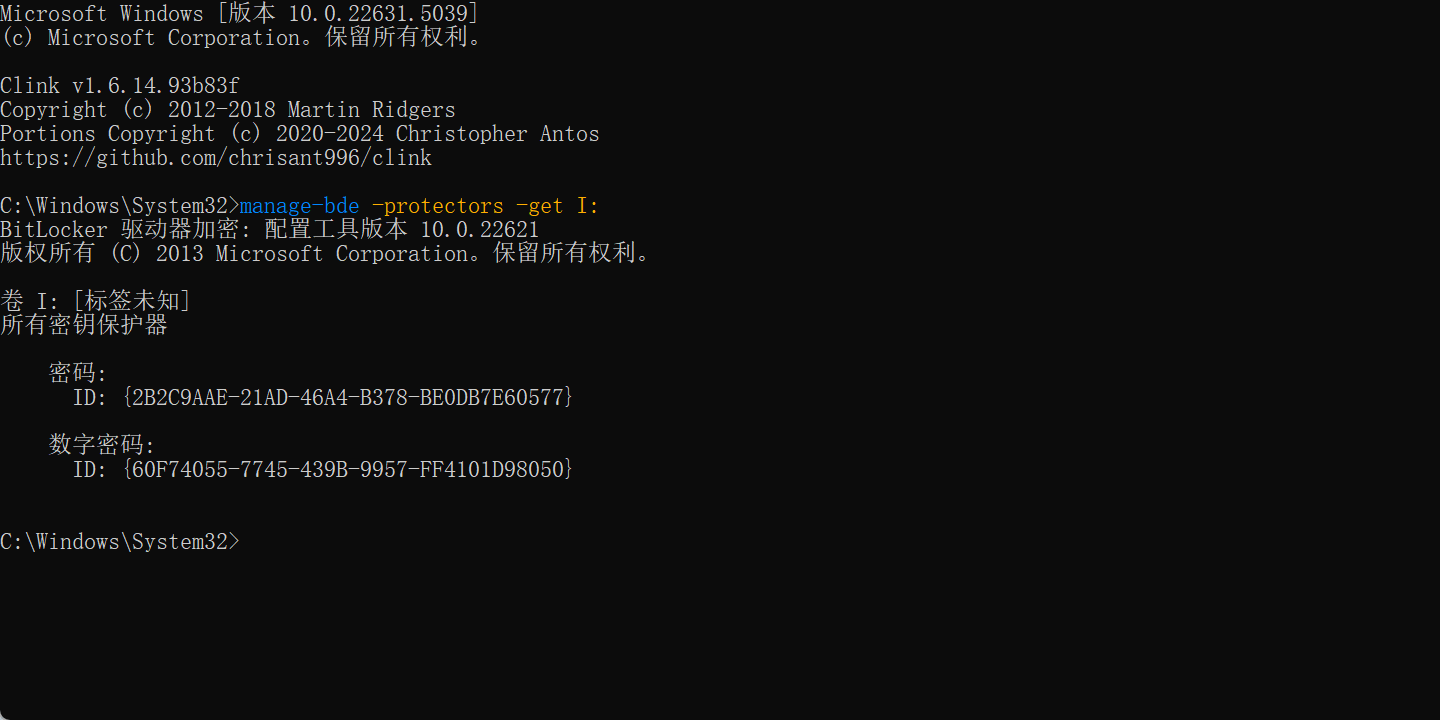 Microsoft Windows [版本 10.0.22631.5039]
(c) Microsoft Corporation。保留所有权利。
Clink v1.6.14.93b83f
Copyright (c) 2012-2018 Martin Ridgers
Portions Copyright (c) 2020-2024 Christopher Antos
https://github.com/chrisant996/clink
C:\Windows\System32>manage-bde -protectors -get I:
BitLocker 驱动器加密: 配置工具版本 10.0.22621
版权所有 (C) 2013 Microsoft Corporation。保留所有权利。
卷 I: [标签未知]
所有密钥保护器
密码:
ID: {2B2C9AAE-21AD-46A4-B378-BE0DB7E60577}
数字密码:
ID: {60F74055-7745-439B-9957-FF4101D98050}
C:\Windows\System32>